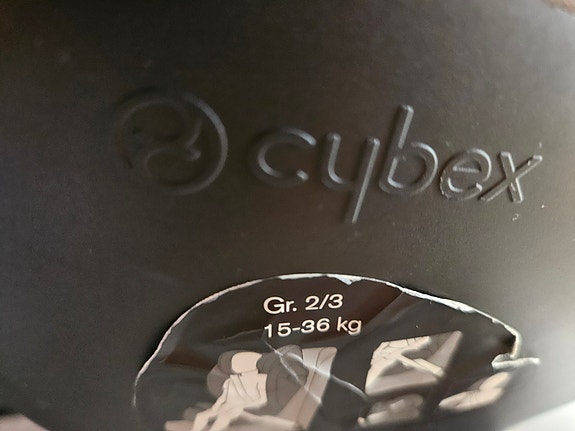 cybex
Gr. 2/3
15-36 kg